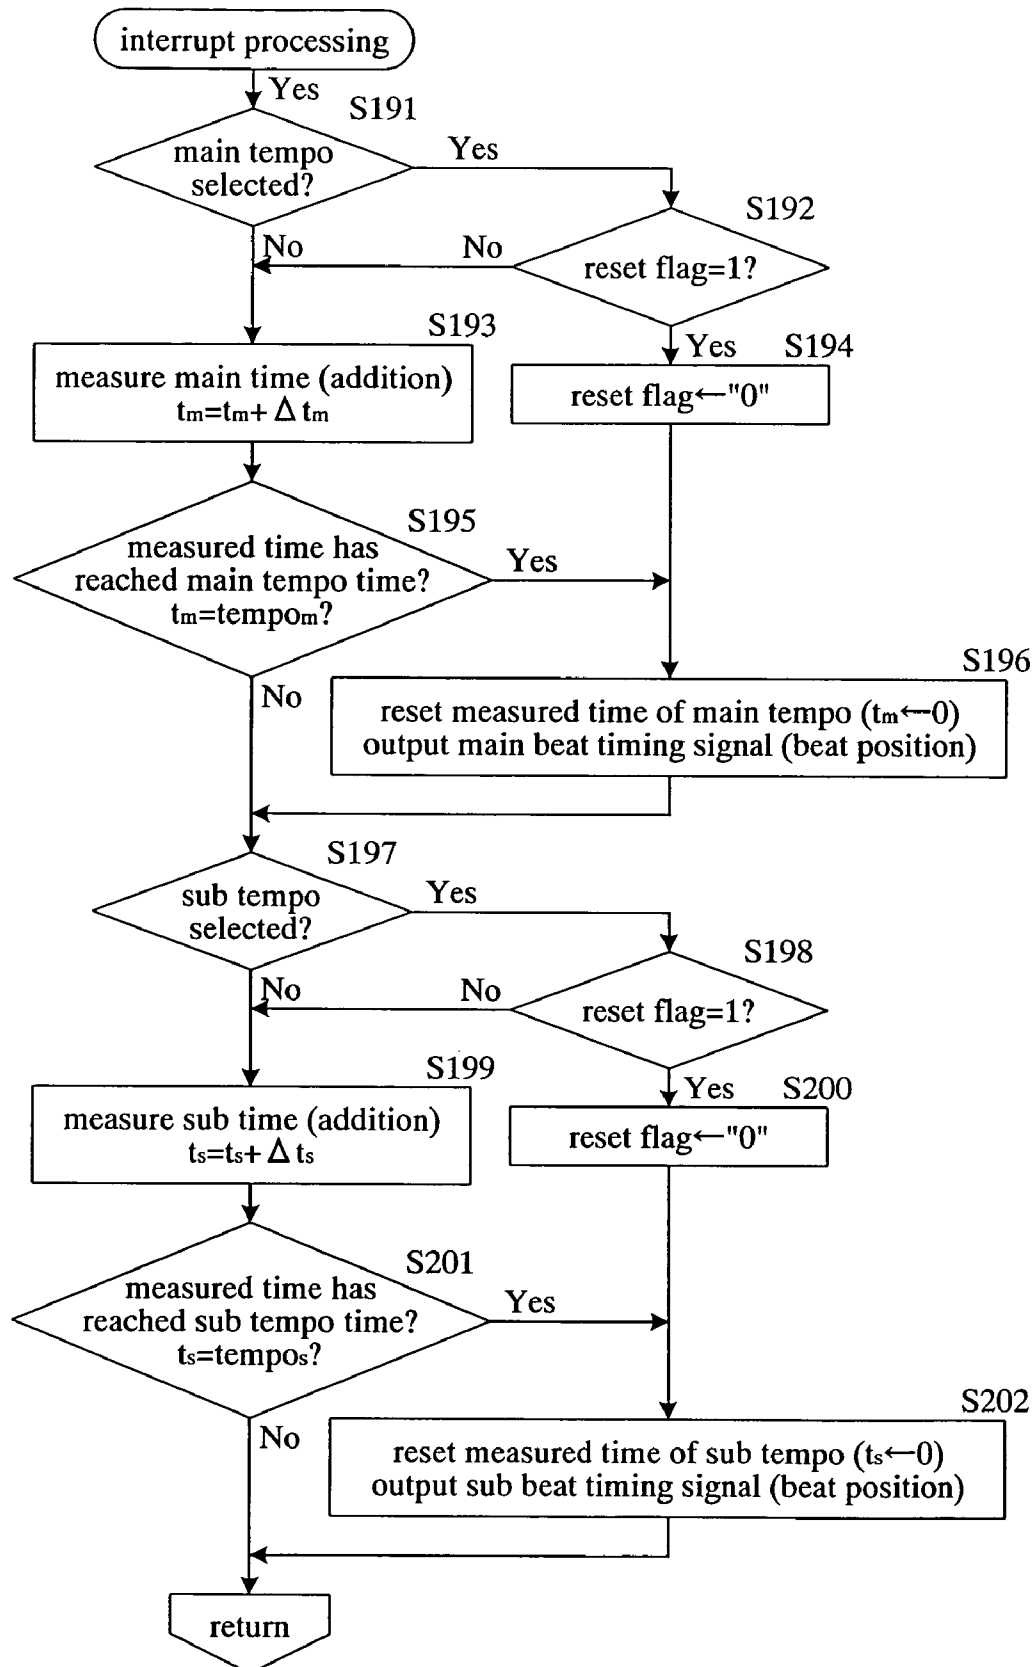 interrupt processing
Yes
S191
main tempo
selected?
Yes
S192
No
No
reset flag=1?
S193
Yes
S194
measure main time (addition)
tm=tm+ Δ tm
reset flag←"0"
S195
measured time has
reached main tempo time?
tm=tempom?
Yes
S196
No
reset measured time of main tempo (tm←0)
output main beat timing signal (beat position)
S197
sub tempo
selected?
Yes
S198
No
No
reset flag=1?
S199
Yes
S200
measure sub time (addition)
ts=ts+ Δ ts
reset flag←"0"
S201
measured time has
reached sub tempo time?
ts=tempos?
Yes
S202
No
reset measured time of sub tempo (ts←0)
output sub beat timing signal (beat position)
return